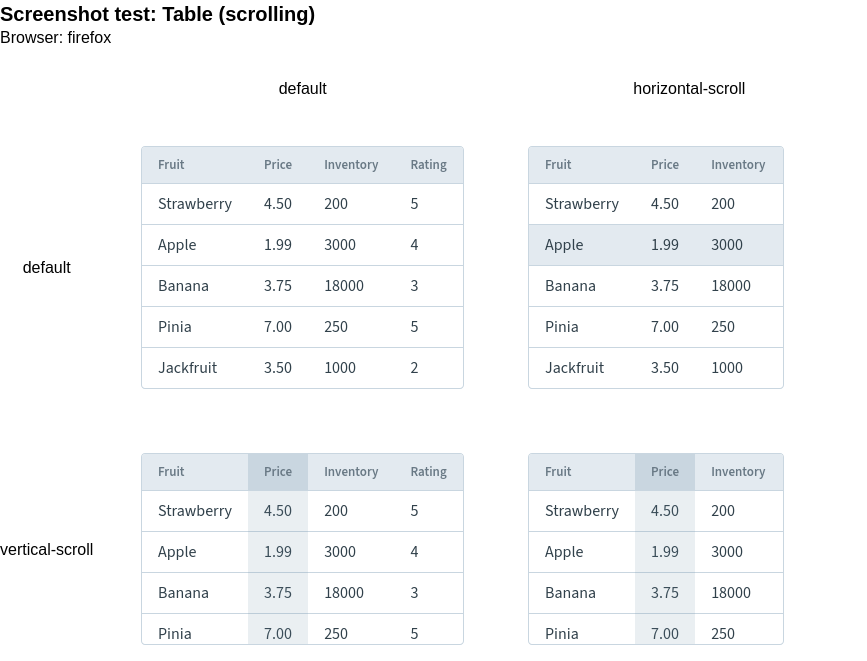 Screenshot test: Table (scrolling)
Browser: firefox
default horizontal-scroll
default
Fruit Price Inventory Rating
Strawberry 4.50 200 5
Apple 1.99 3000 4
Banana 3.75 18000 3
Pinia 7.00 250 5
Jackfruit 3.50 1000 2
Fruit Price Inventory
Strawberry 4.50 200
Apple 1.99 3000
Banana 3.75 18000
Pinia 7.00 250
Jackfruit 3.50 1000
vertical-scroll
Fruit Price Inventory Rating
Strawberry 4.50 200 5
Apple 1.99 3000 4
Banana 3.75 18000 3
Pinia 7.00 250 5
Fruit Price Inventory
Strawberry 4.50 200
Apple 1.99 3000
Banana 3.75 18000
Pinia 7.00 250